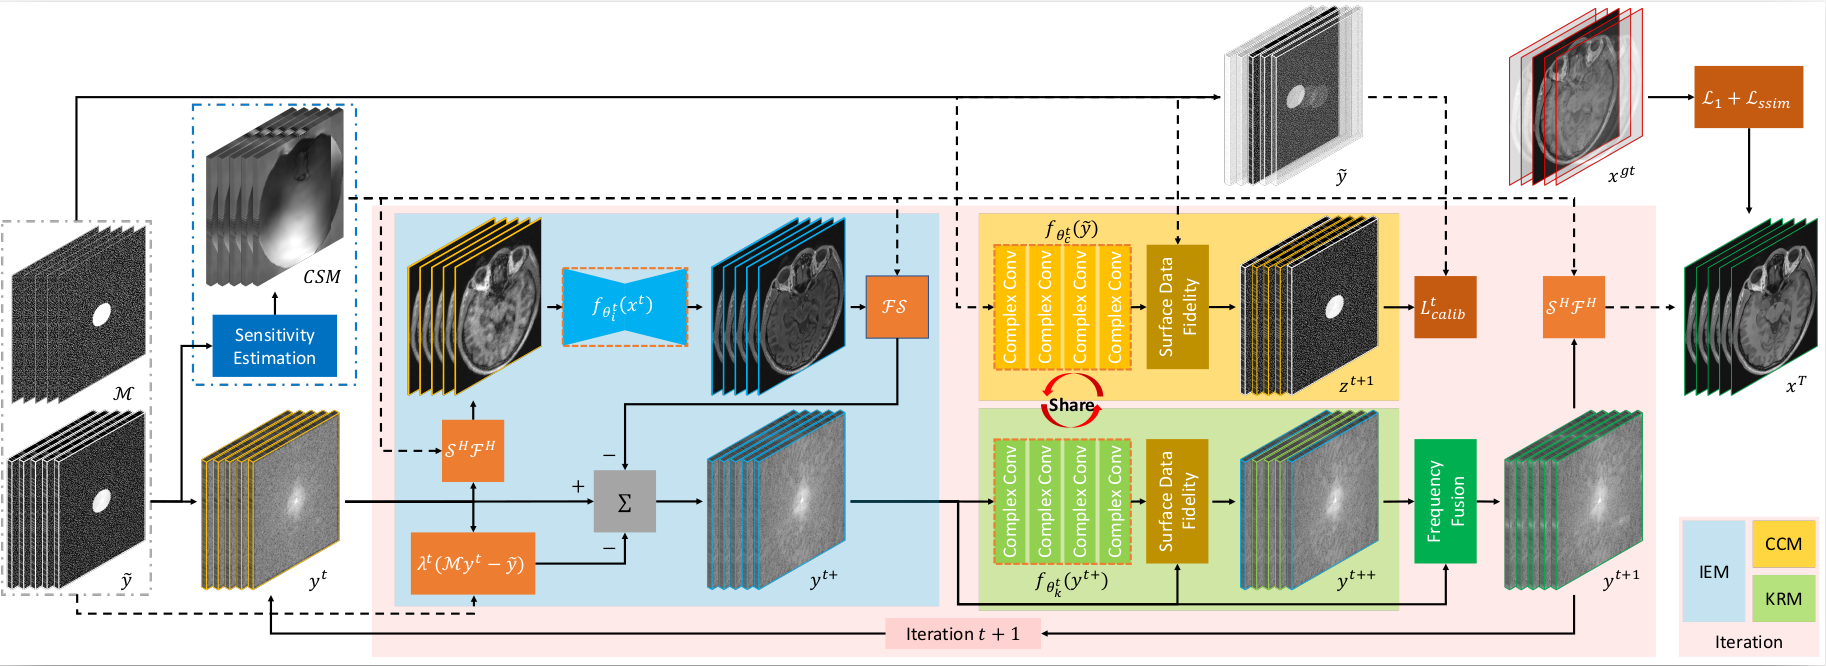 $\tilde{y}$
$x^{gt}$
$\mathcal{L}_1 + \mathcal{L}_{ssim}$
$\mathcal{M}$
CSM
Sensitivity
Estimation
$\tilde{y}$
$y^t$
$f_{\theta_i^t}(x^t)$
$\mathcal{FS}$
$\mathcal{S}^H\mathcal{F}^H$
$\lambda^t(\mathcal{M}y^t - \tilde{y})$
−
+
−
Σ
$y^{t+}$
$f_{\theta_c^t}(\tilde{y})$
Complex Conv
Complex Conv
Complex Conv
Complex Conv
Surface Data
Fidelity
$z^{t+1}$
$L^t_{calib}$
$\mathcal{S}^H\mathcal{F}^H$
$x^T$
Share
Complex Conv
Complex Conv
Complex Conv
Complex Conv
$f_{\theta_k^t}(y^{t+})$
Surface Data
Fidelity
$y^{t++}$
Frequency
Fusion
$y^{t+1}$
Iteration $t + 1$
IEM
CCM
KRM
Iteration